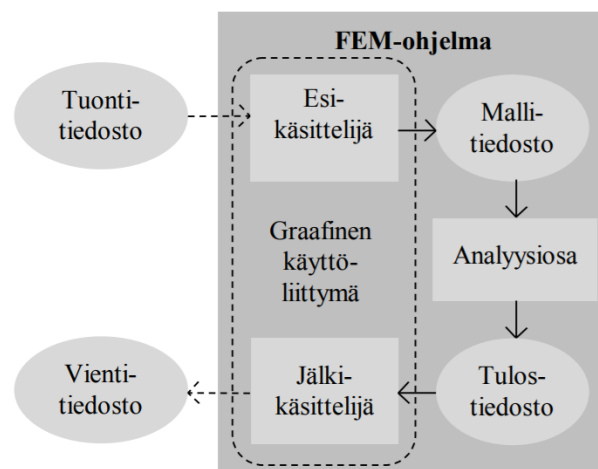 FEM-ohjelma
Tuonti-
tiedosto
Esi-
käsittelijä
Malli-
tiedosto
Graafinen
käyttö-
liittymä
Analyysiosa
Vienti-
tiedosto
Jälki-
käsittelijä
Tulos-
tiedosto